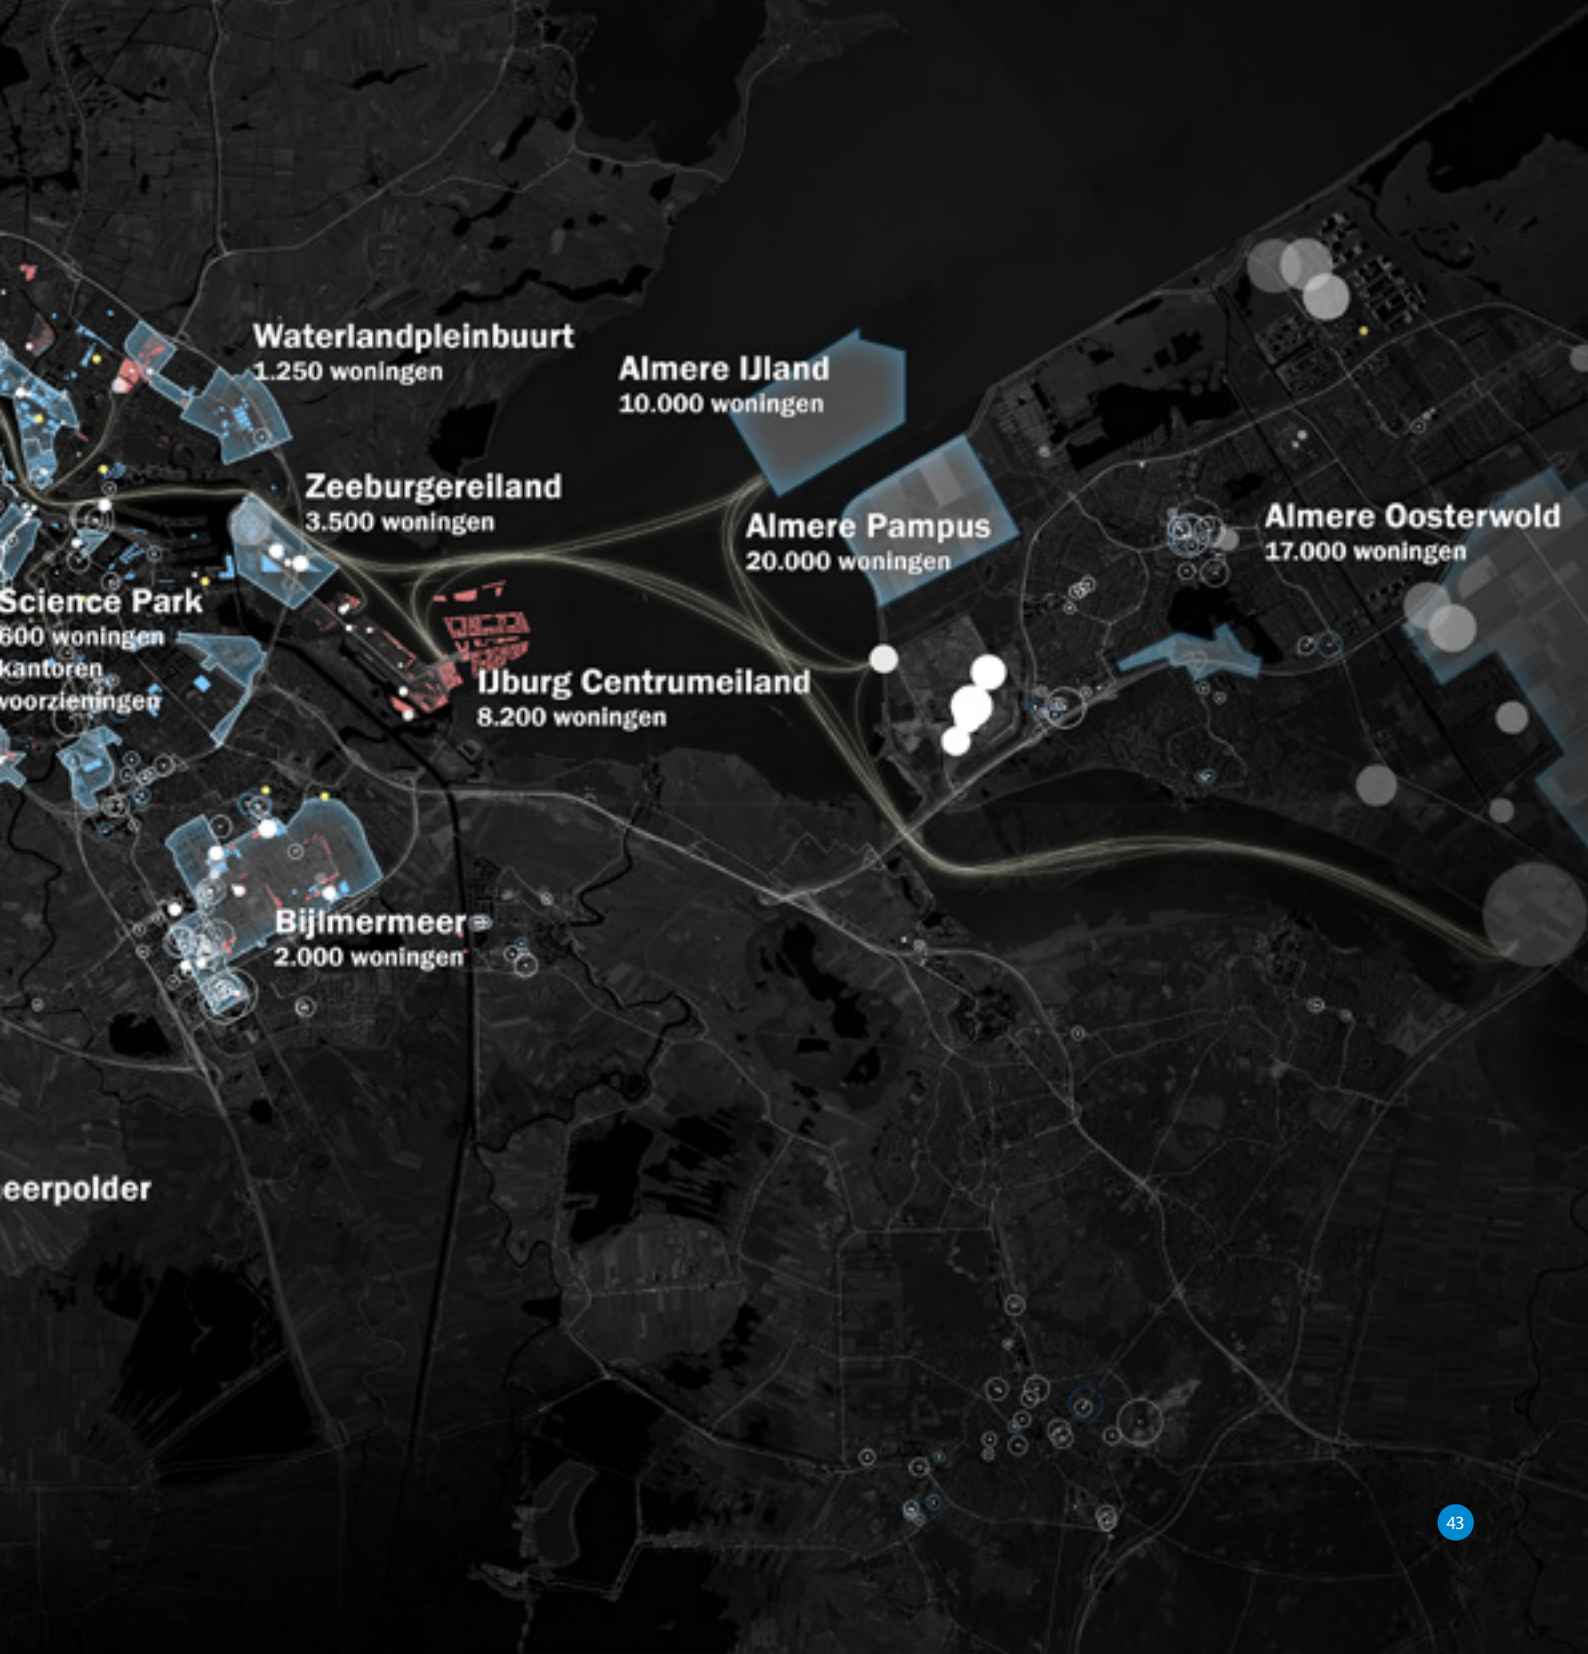 Waterlandpleinbuurt
1.250 woningen
Almere IJland
10.000 woningen
Zeeburgereiland
3.500 woningen
Almere Pampus
20.000 woningen
Almere Oosterwold
17.000 woningen
Science Park
600 woningen
kantoren
voorzieningen
IJburg Centrumeiland
8.200 woningen
Bijlmermeer
2.000 woningen
eerpolder
43